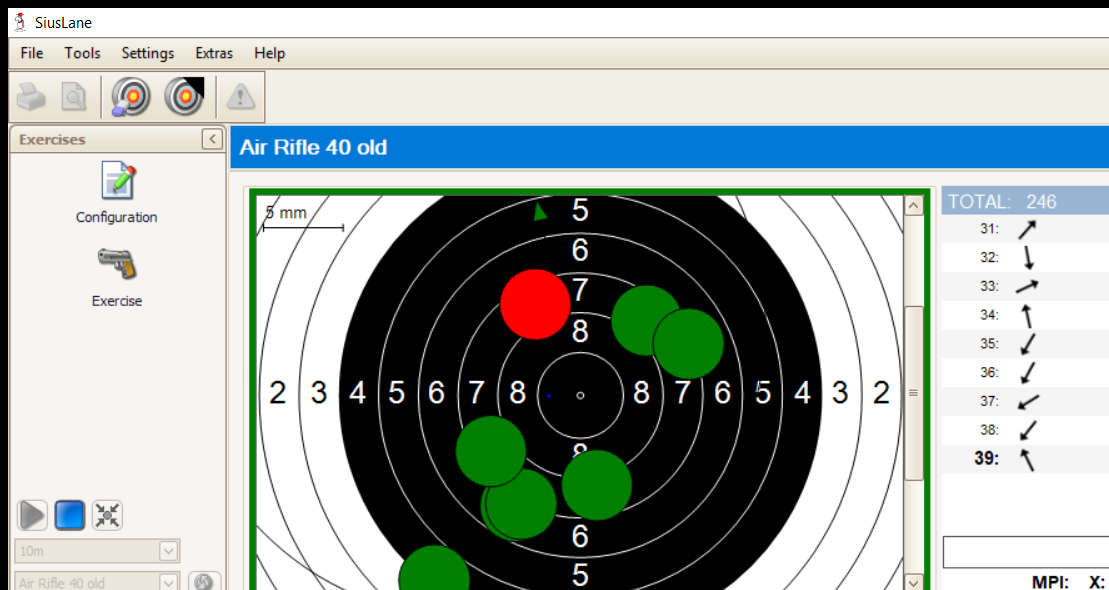 SiusLane
File Tools Settings Extras Help
Exercises
Air Rifle 40 old
Configuration
Exercise
10m
Air Rifle 40 old
5 mm
5
6
7
8
2 3 4 5 6 7 8 8 7 6 5 4 3 2
8
6
5
TOTAL: 246
31:
32:
33:
34:
35:
36:
37:
38:
39:
MPI: X: